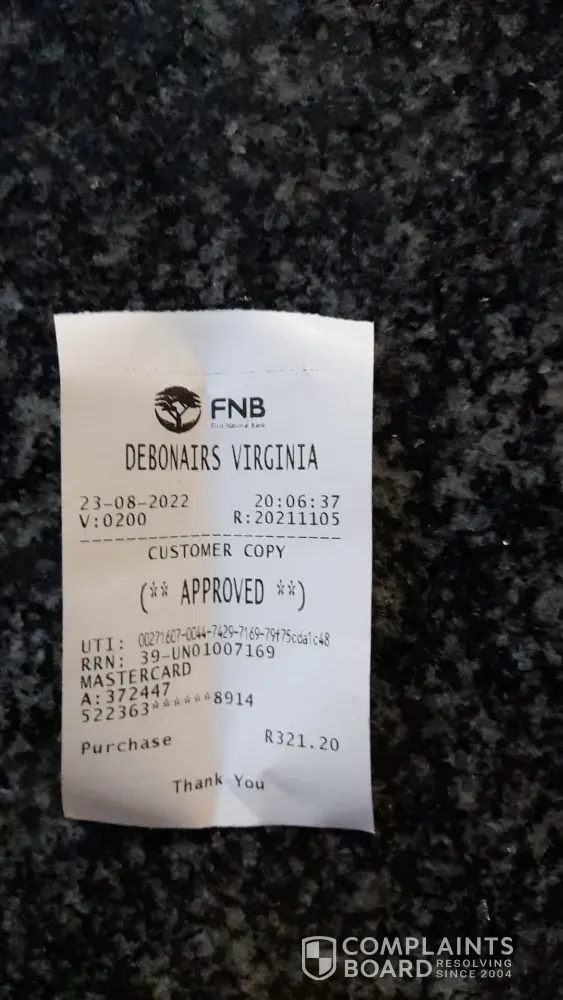 FNB
First National Bank
DEBONAIRS VIRGINIA
23-08-2022 20:06:37
V:0200 R:20211105
CUSTOMER COPY
(** APPROVED **)
UTI: 00271607-0044-7429-7169-79f75cda1c48
RRN: 39-UN01007169
MASTERCARD
A:372447
522363******8914
Purchase R321.20
Thank You
COMPLAINTS
BOARD RESOLVING
SINCE 2004